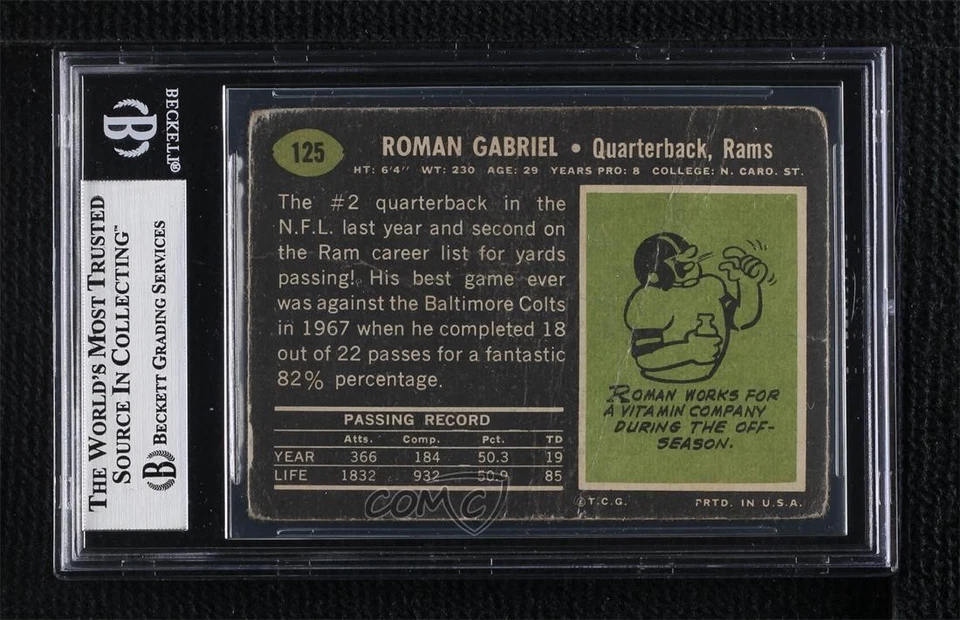 BECKETT®
THE WORLD'S MOST TRUSTED
SOURCE IN COLLECTING™
B BECKETT GRADING SERVICES
125
ROMAN GABRIEL • Quarterback, Rams
HT: 6'4" WT: 230 AGE: 29 YEARS PRO: 8 COLLEGE: N. CARO. ST.
The #2 quarterback in the
N.F.L. last year and second on
the Ram career list for yards
passing! His best game ever
was against the Baltimore Colts
in 1967 when he completed 18
out of 22 passes for a fantastic
82% percentage.
PASSING RECORD
Atts. Comp. Pct. TD
YEAR 366 184 50.3 19
LIFE 1832 932 50.9 85
ROMAN WORKS FOR
A VITAMIN COMPANY
DURING THE OFF-
SEASON.
©T.C.G. PRTD. IN U.S.A.
COMC